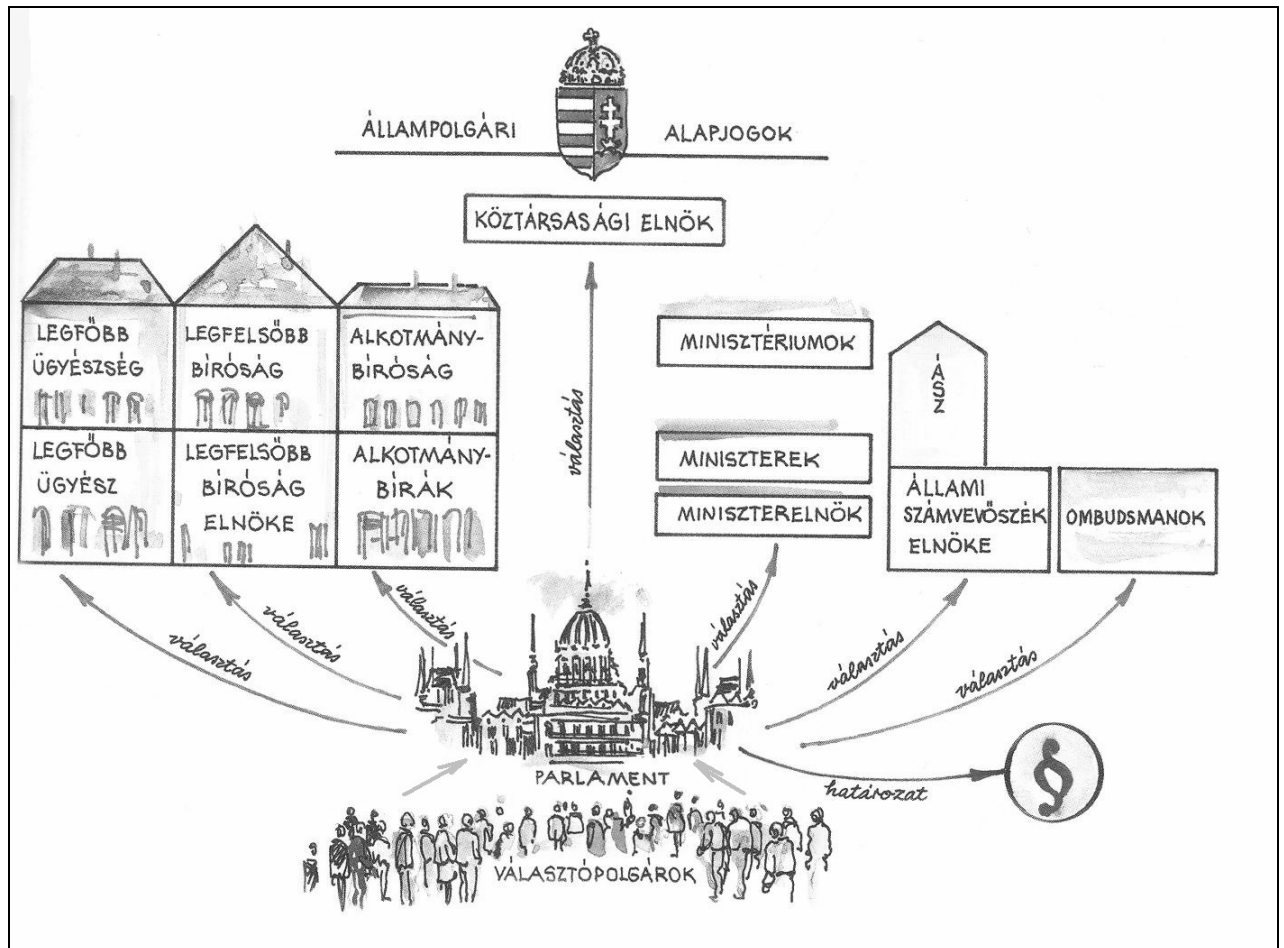 ÁLLAMPOLGÁRI ALAPJOGOK
KÖZTÁRSASÁGI ELNÖK
LEGFŐBB
ÜGYÉSZSÉG
LEGFELSŐBB
BÍRÓSÁG
ALKOTMÁNY-
BÍRÓSÁG
LEGFŐBB
ÜGYÉSZ
LEGFELSŐBB
BÍRÓSÁG
ELNÖKE
ALKOTMÁNY-
BIRÁK
választás
MINISZTÉRIUMOK
MINISZTEREK
MINISZTERELNÖK
ÁSZ
ÁLLAMI
SZÁMVEVŐSZÉK
ELNÖKE
OMBUDSMANOK
választás
választás
választás
választás
választás
választás
határozat
§
PARLAMENT
VÁLASZTÓPOLGÁROK